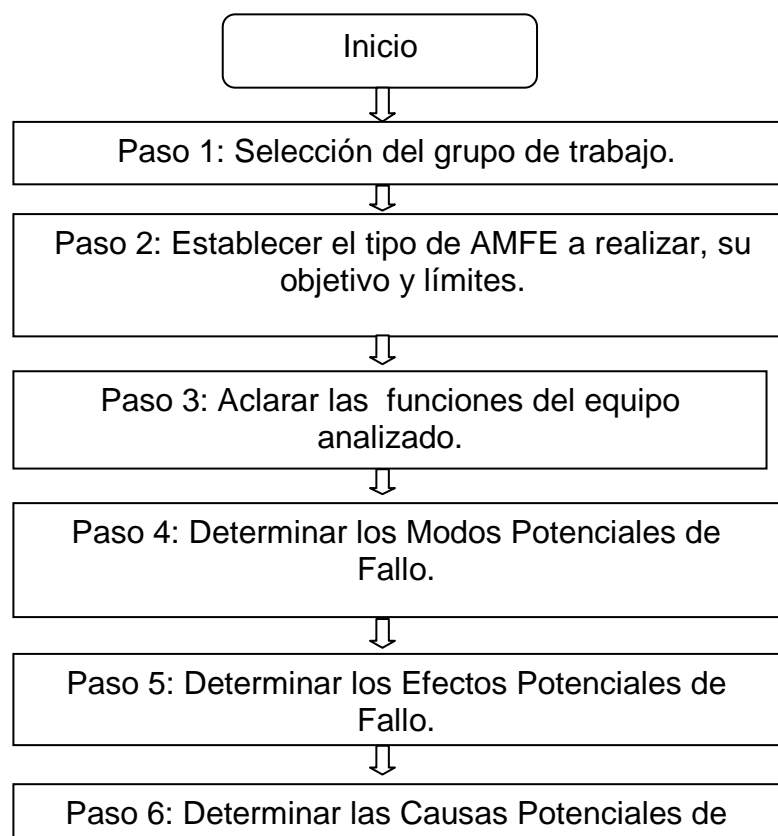 Inicio
Paso 1: Selección del grupo de trabajo.
Paso 2: Establecer el tipo de AMFE a realizar, su
objetivo y límites.
Paso 3: Aclarar las  funciones del equipo
analizado.
Paso 4: Determinar los Modos Potenciales de
Fallo.
Paso 5: Determinar los Efectos Potenciales de
Fallo.
Paso 6: Determinar las Causas Potenciales de